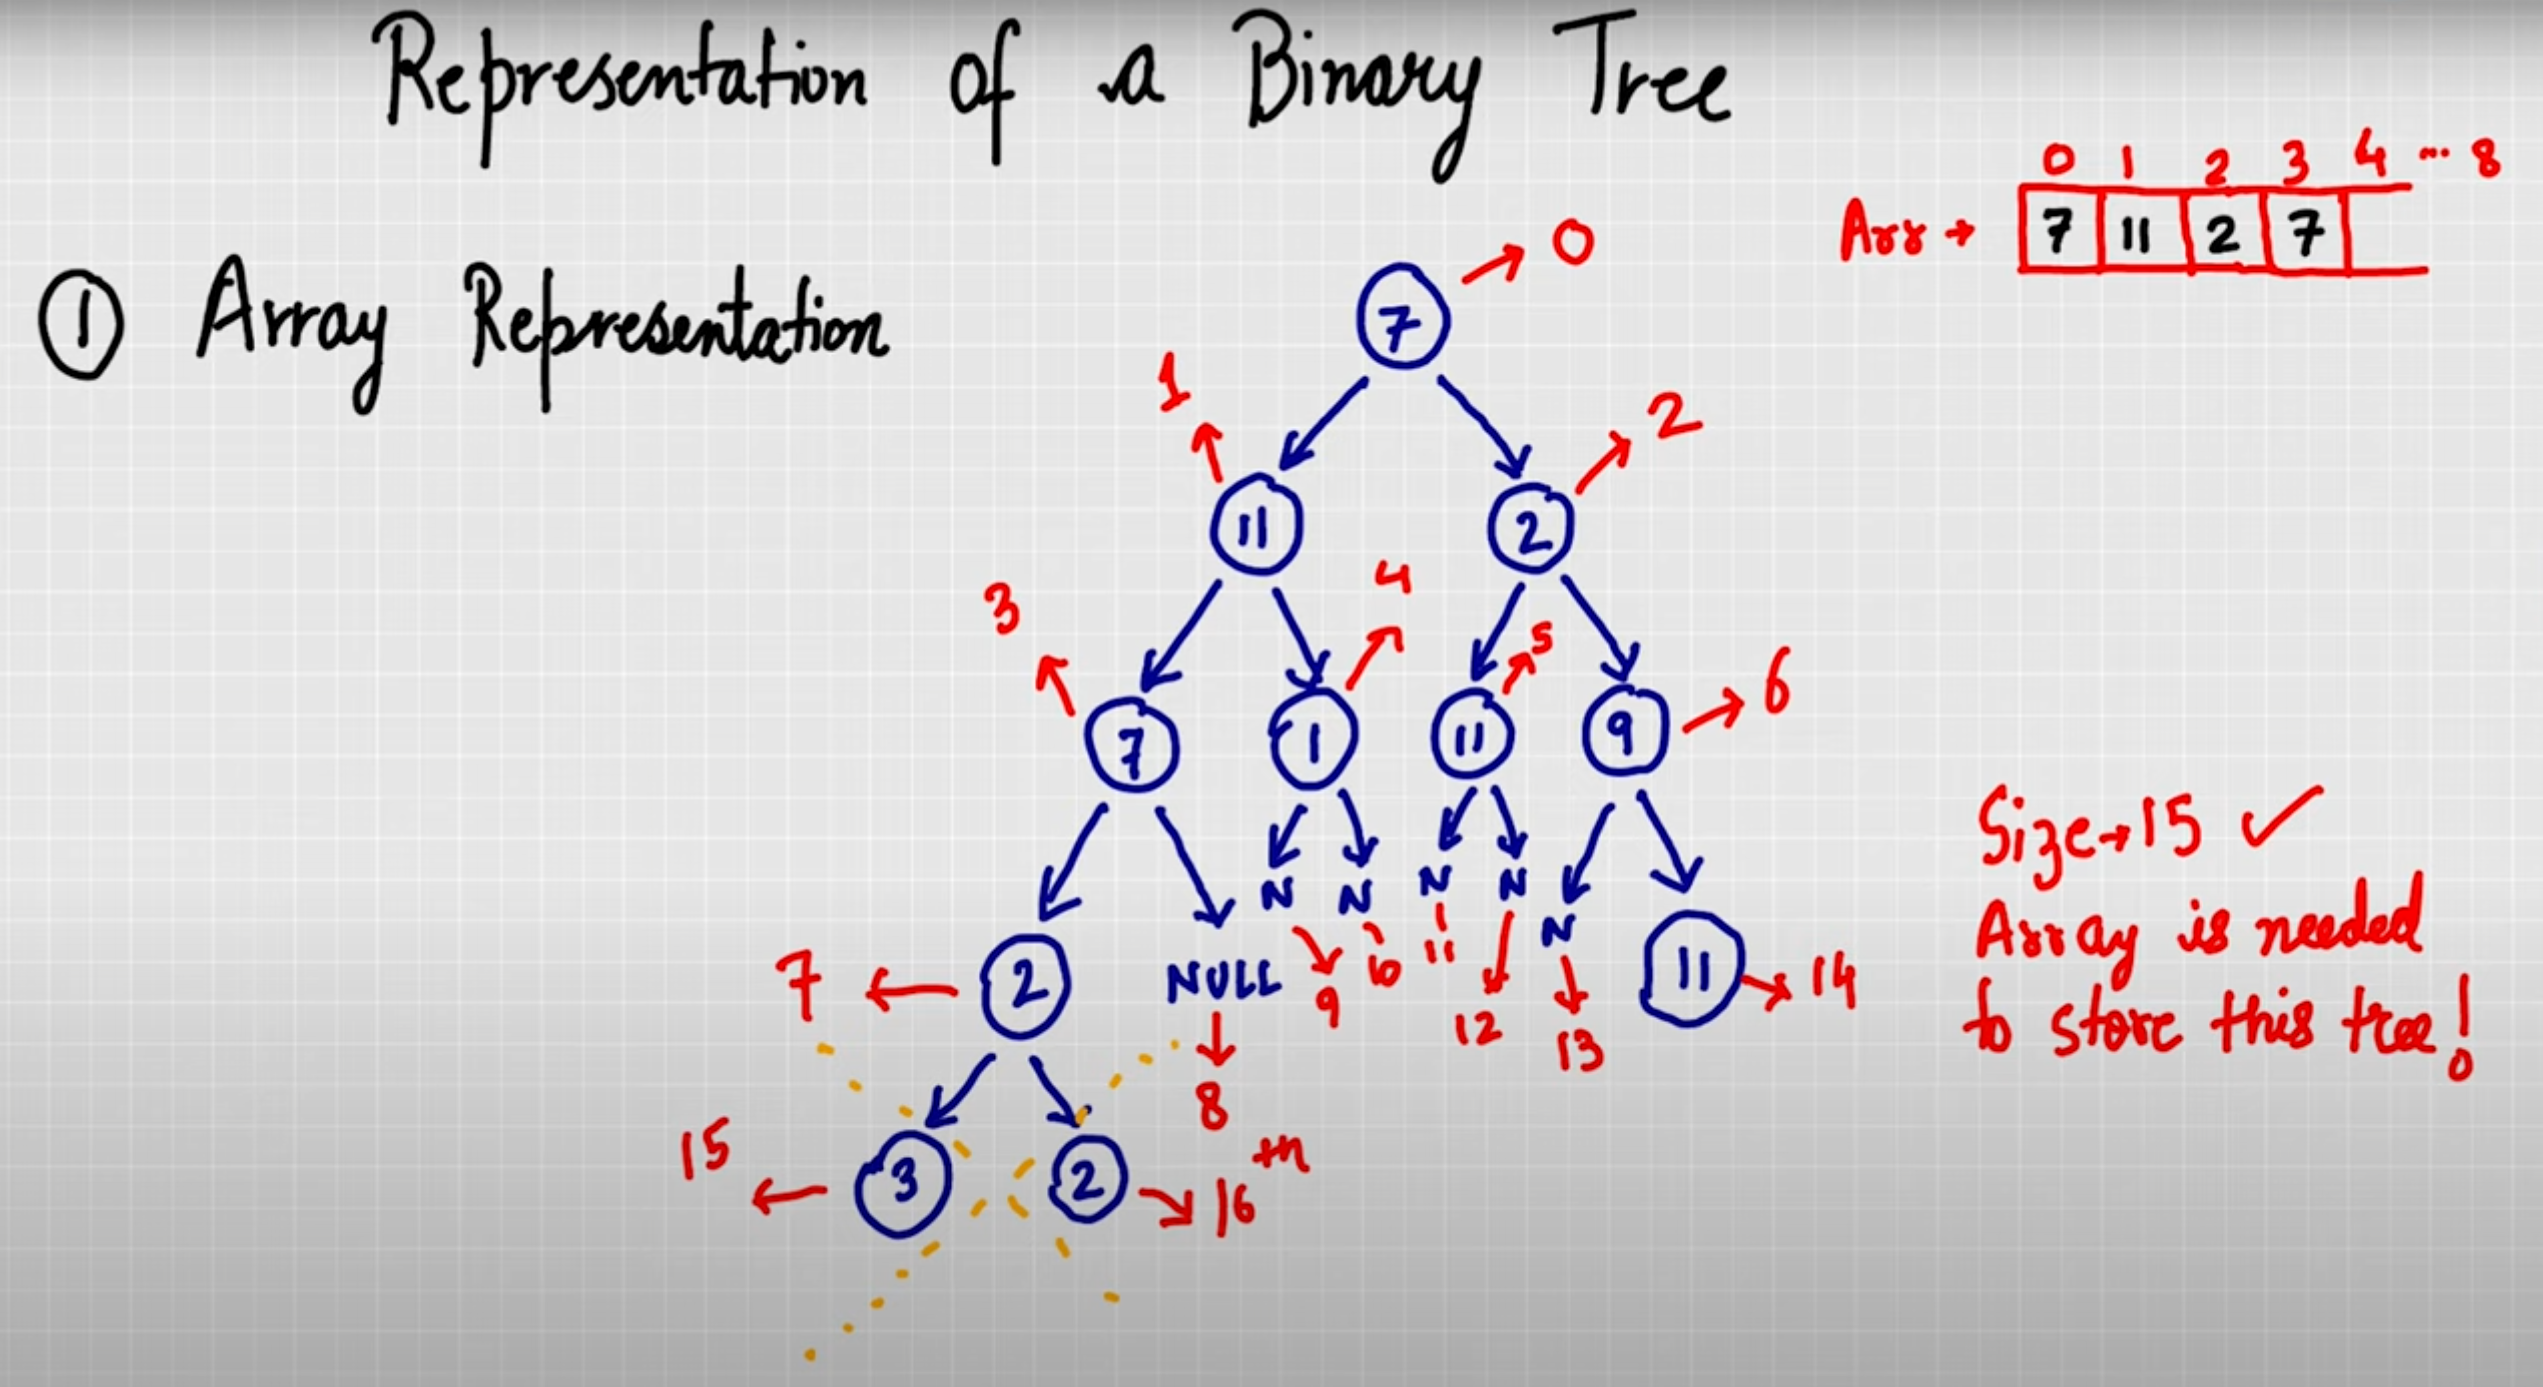 Representation of a Binary Tree
0 1 2 3 4 ... 8
Arr → 7 11 2 7
① Array Representation
→ 0
7
1
2
11
2
3
4
5
6
7
1
11
9
Size → 15 ✓
Array is needed
to store this tree!
N N N N
N
7 ← 2
NULL
9 10 11 12 13
11 → 14
8
15 ← 3
2 → 16th